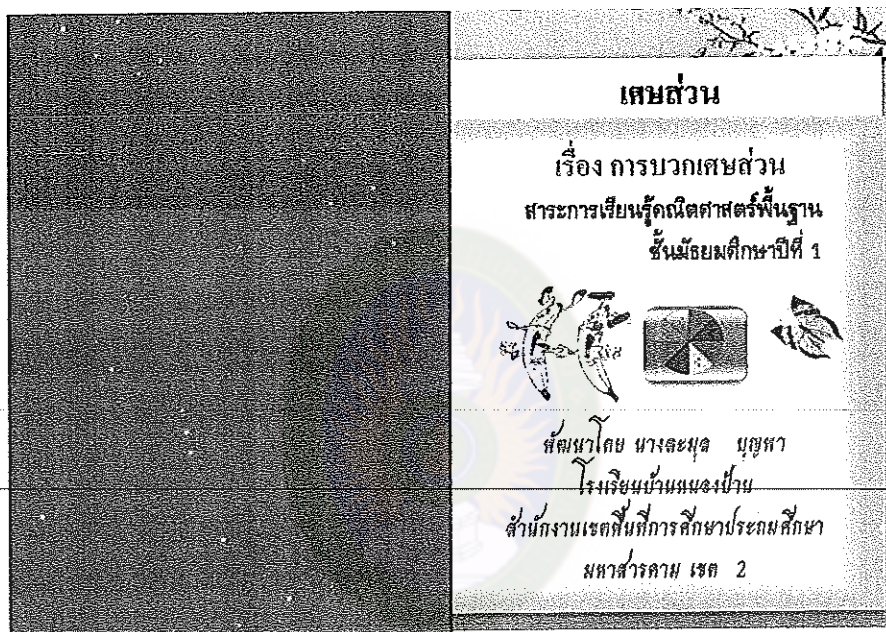 เศษส่วน
เรื่อง การบวกเศษส่วน
สาระการเรียนรู้คณิตศาสตร์พื้นฐาน
ชั้นมัธยมศึกษาปีที่ 1
พัฒนาโดย นางละมุล บุญหา
โรงเรียนบ้านหนองป้าน
สำนักงานเขตพื้นที่การศึกษาประถมศึกษา
มหาสารคาม เขต 2